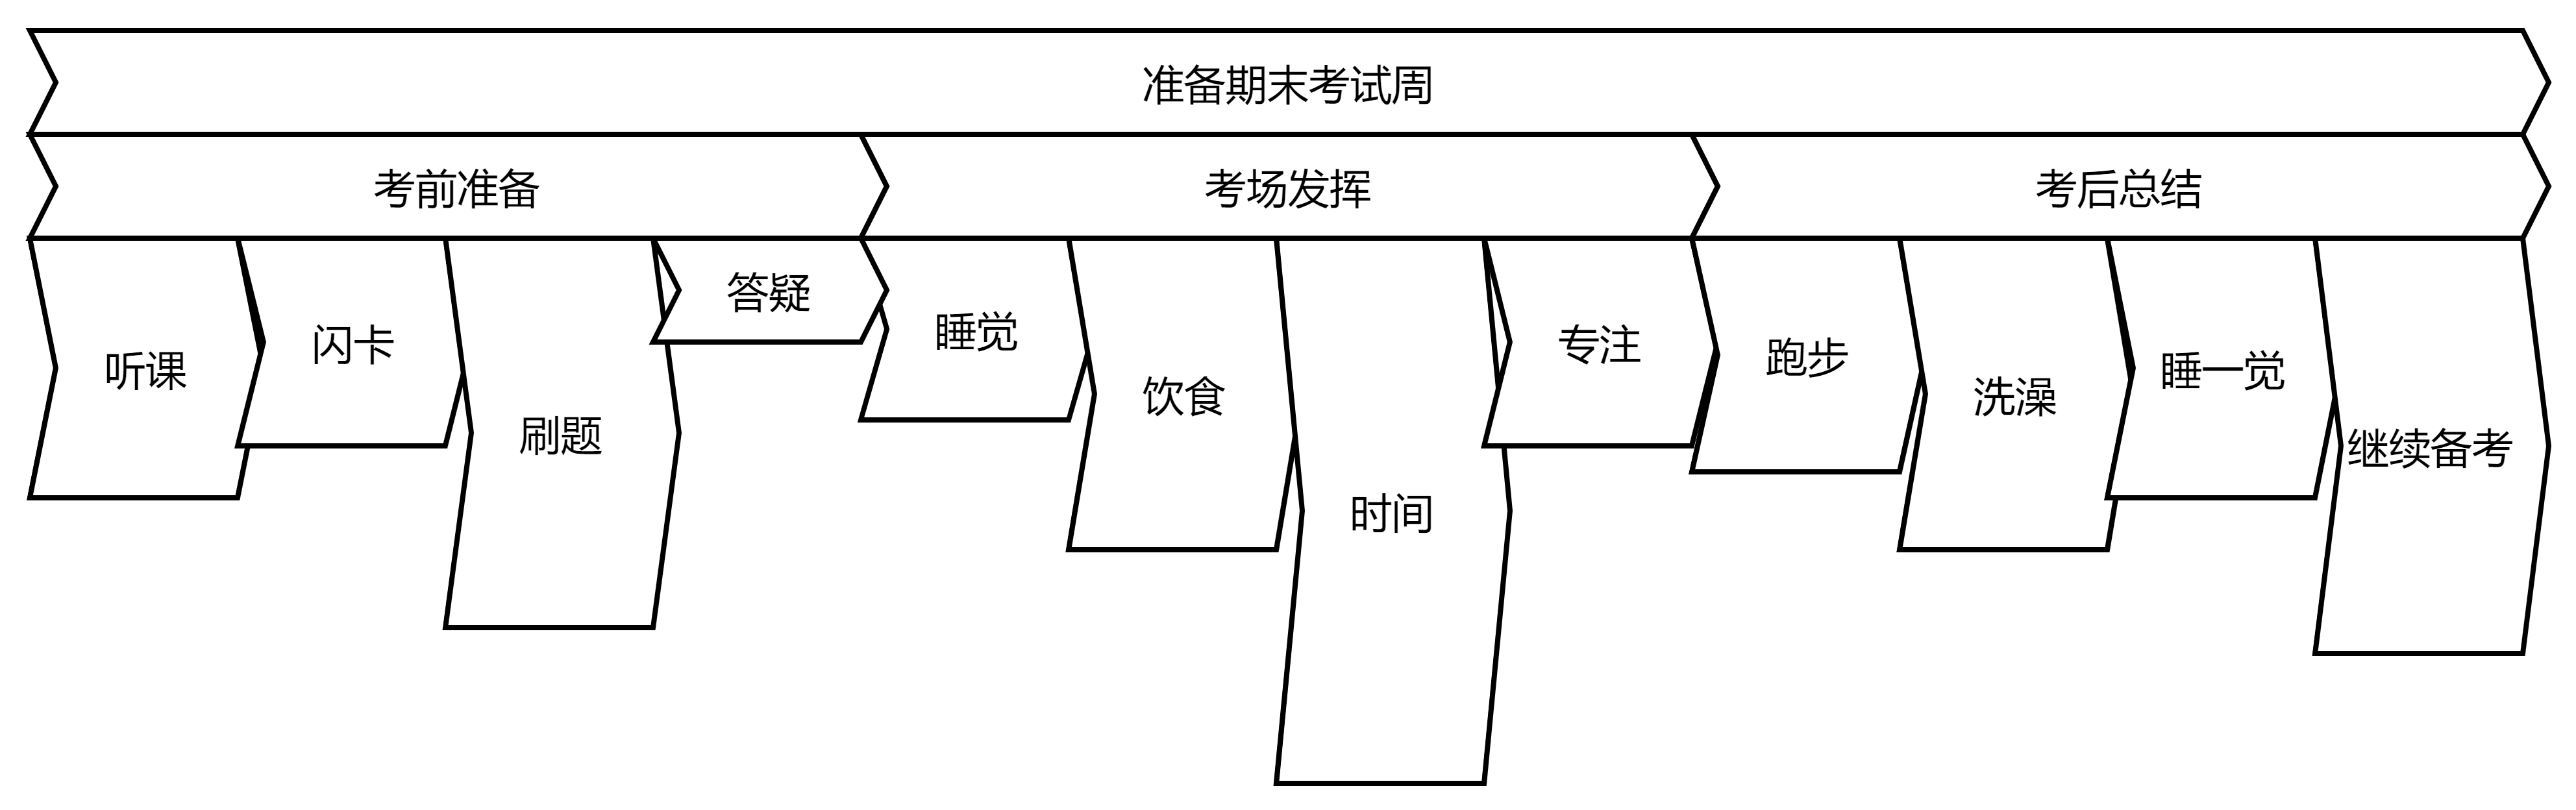 准备期末考试周
考前准备
考场发挥
考后总结
听课
闪卡
刷题
答疑
睡觉
饮食
时间
专注
跑步
洗澡
睡一觉
继续备考